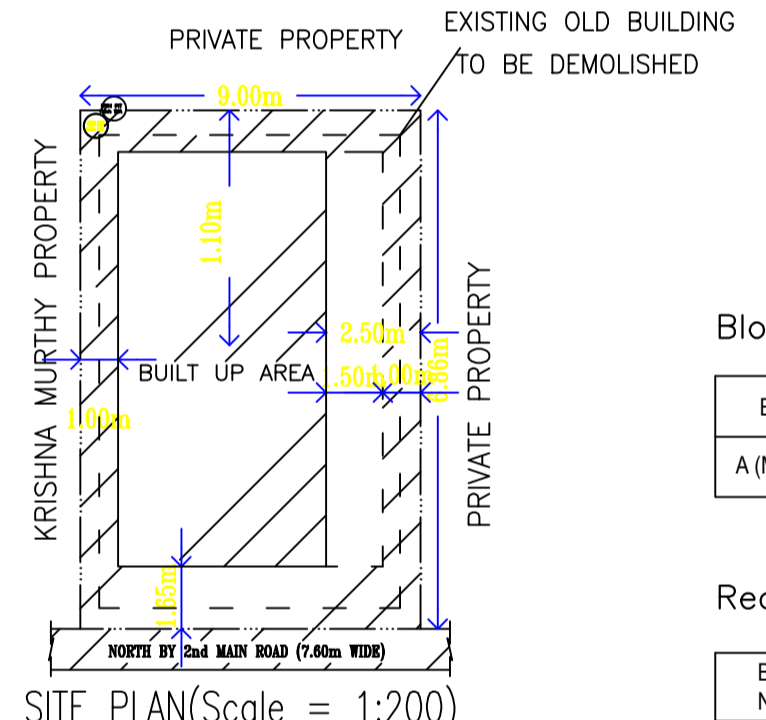 PRIVATE PROPERTY
EXISTING OLD BUILDING
TO BE DEMOLISHED
9.00m
KRISHNA MURTHY PROPERTY
1.10m
2.50m
BUILT UP AREA
1.00m
PRIVATE PROPERTY
1.65m
NORTH BY 2nd MAIN ROAD (7.60m WIDE)
SITE PLAN(Scale = 1:200)